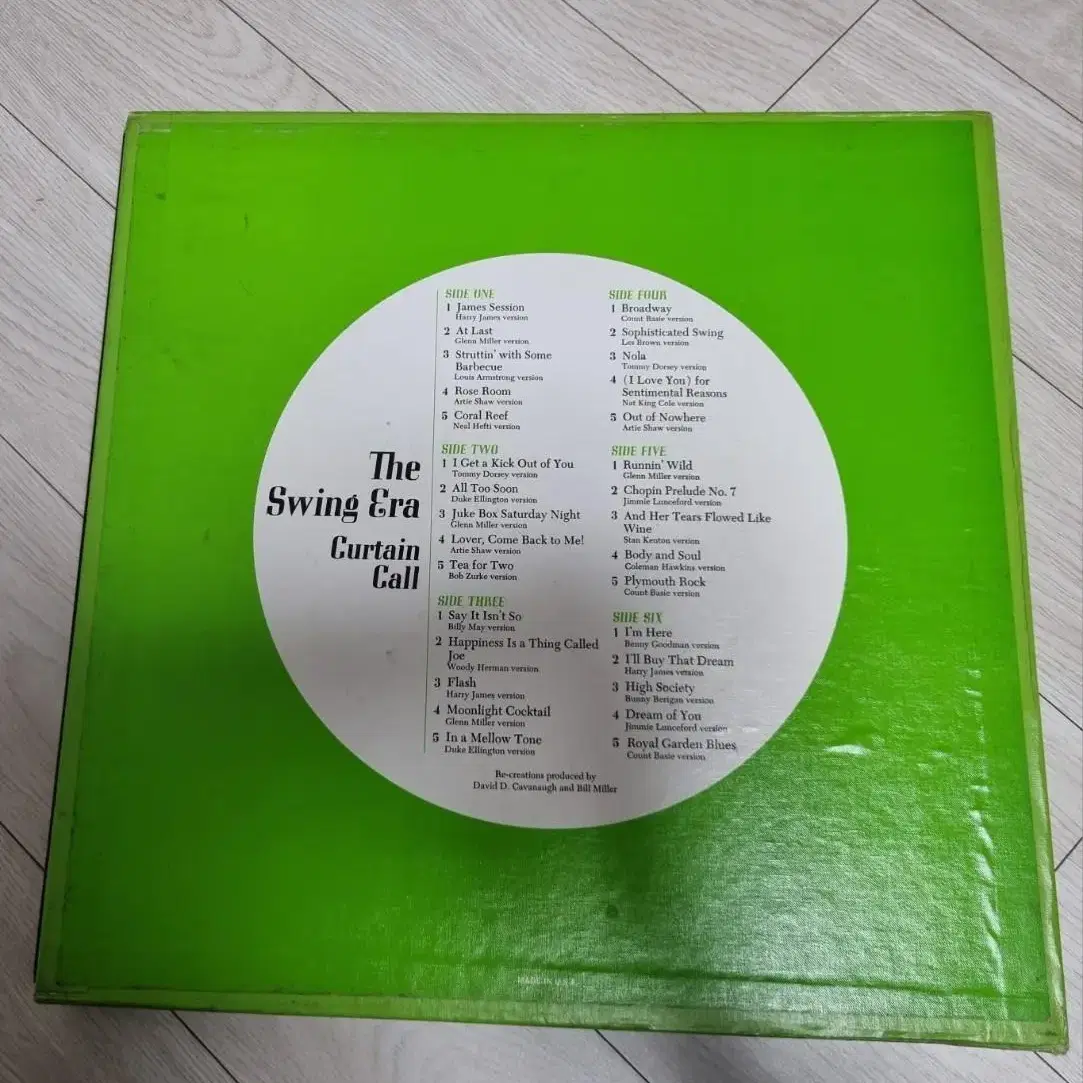 The
Swing Era
Curtain
Call
SIDE ONE
1 James Session
Harry James version
2 At Last
Glenn Miller version
3 Struttin' with Some
Barbecue
Louis Armstrong version
4 Rose Room
Artie Shaw version
5 Coral Reef
Neal Hefti version
SIDE TWO
1 I Get a Kick Out of You
Tommy Dorsey version
2 All Too Soon
Duke Ellington version
3 Juke Box Saturday Night
Glenn Miller version
4 Lover, Come Back to Me!
Artie Shaw version
5 Tea for Two
Bob Zurke version
SIDE THREE
1 Say It Isn't So
Billy May version
2 Happiness Is a Thing Called
Joe
Woody Herman version
3 Flash
Harry James version
4 Moonlight Cocktail
Glenn Miller version
5 In a Mellow Tone
Duke Ellington version
SIDE FOUR
1 Broadway
Count Basie version
2 Sophisticated Swing
Les Brown version
3 Nola
Tommy Dorsey version
4 (I Love You) for
Sentimental Reasons
Nat King Cole version
5 Out of Nowhere
Artie Shaw version
SIDE FIVE
1 Runnin' Wild
Glenn Miller version
2 Chopin Prelude No. 7
Jimmie Lunceford version
3 And Her Tears Flowed Like
Wine
Stan Kenton version
4 Body and Soul
Coleman Hawkins version
5 Plymouth Rock
Count Basie version
SIDE SIX
1 I'm Here
Benny Goodman version
2 I'll Buy That Dream
Harry James version
3 High Society
Bunny Berigan version
4 Dream of You
Jimmie Lunceford version
5 Royal Garden Blues
Count Basie version
Re-creations produced by
David D. Cavanaugh and Bill Miller
MADE IN U.S.A.